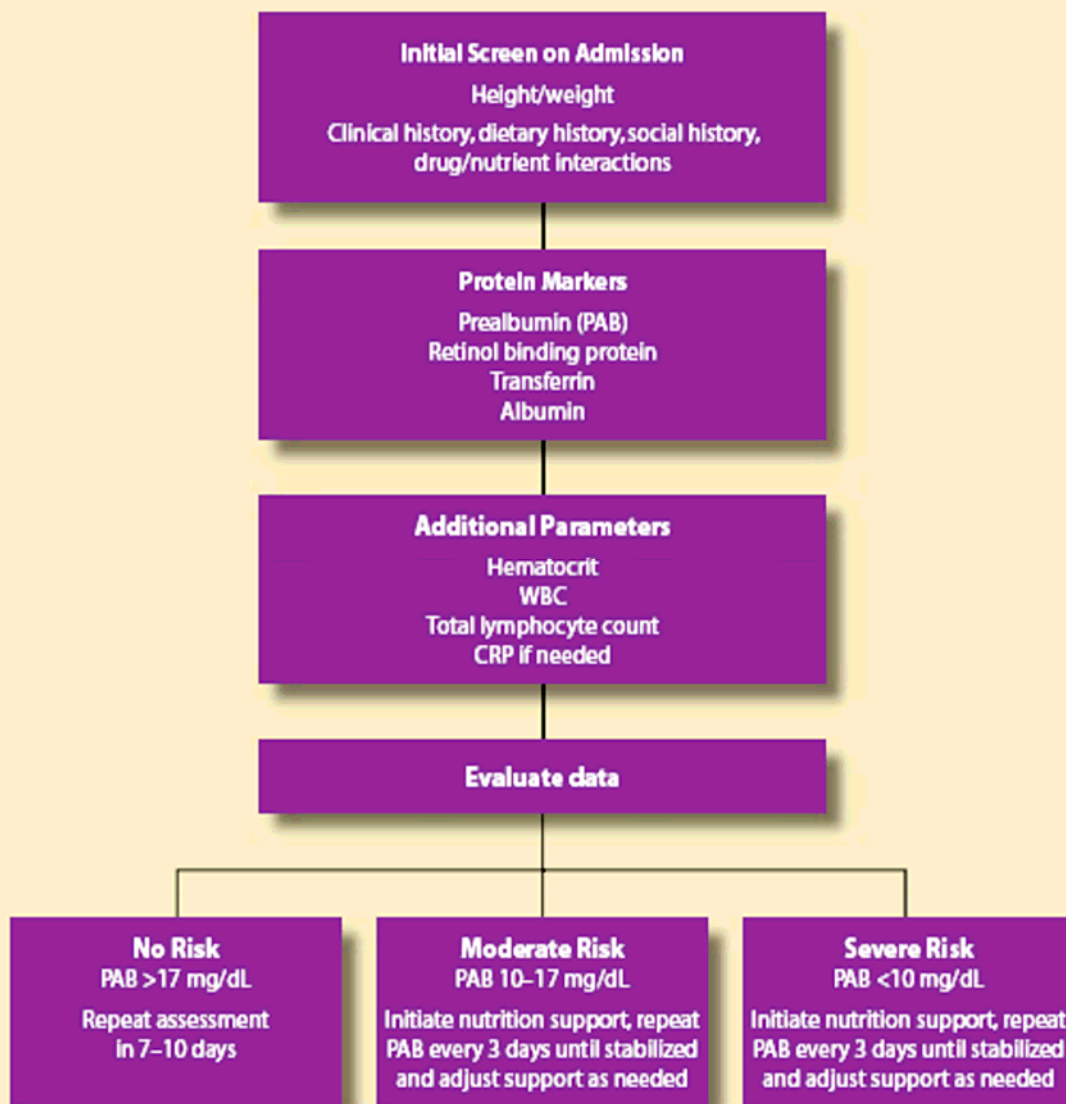 Initial Screen on Admission
Height/weight
Clinical history, dietary history, social history,
drug/nutrient interactions
Protein Markers
Prealbumin (PAB)
Retinol binding protein
Transferrin
Albumin
Additional Parameters
Hematocrit
WBC
Total lymphocyte count
CRP if needed
Evaluate data
No Risk
PAB >17 mg/dL
Repeat assessment
in 7–10 days
Moderate Risk
PAB 10–17 mg/dL
Initiate nutrition support, repeat
PAB every 3 days until stabilized
and adjust support as needed
Severe Risk
PAB <10 mg/dL
Initiate nutrition support, repeat
PAB every 3 days until stabilized
and adjust support as needed